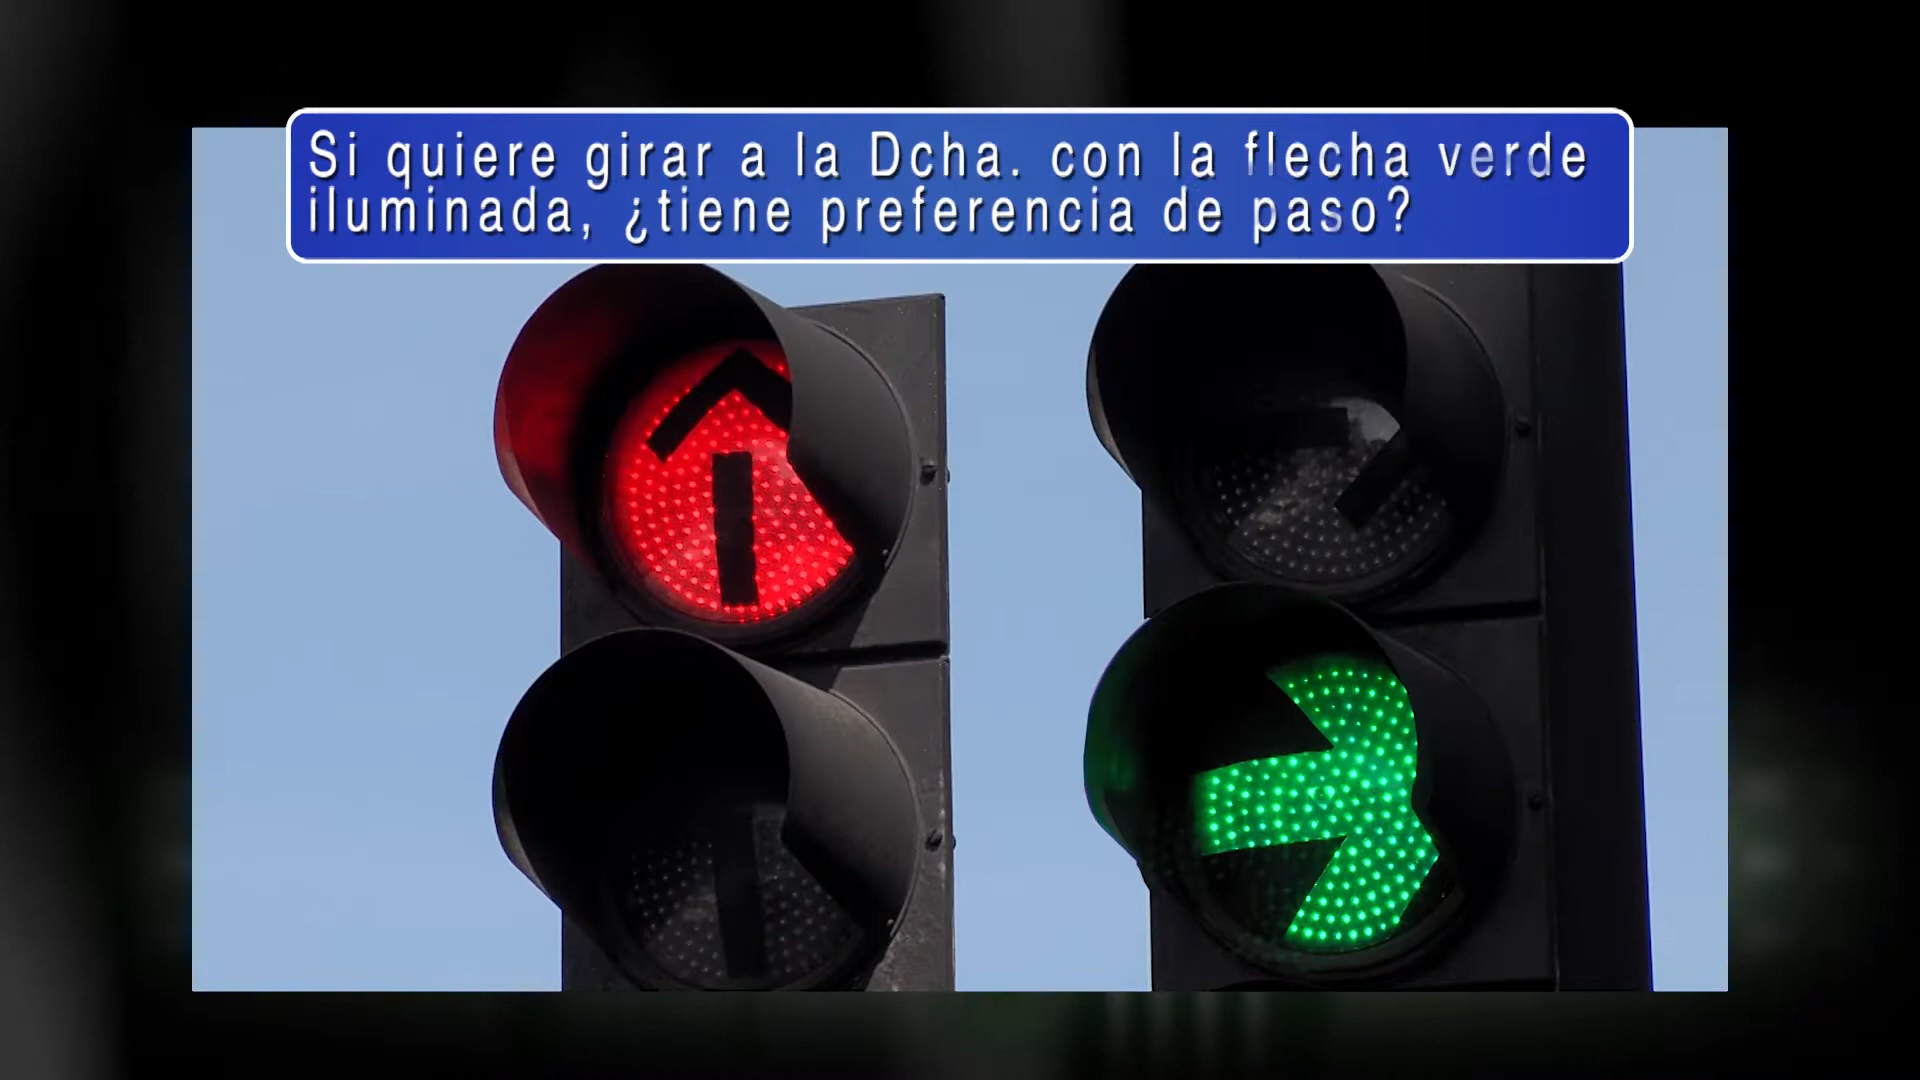 Si quiere girar a la Dcha. con la flecha verde
iluminada, ¿tiene preferencia de paso?